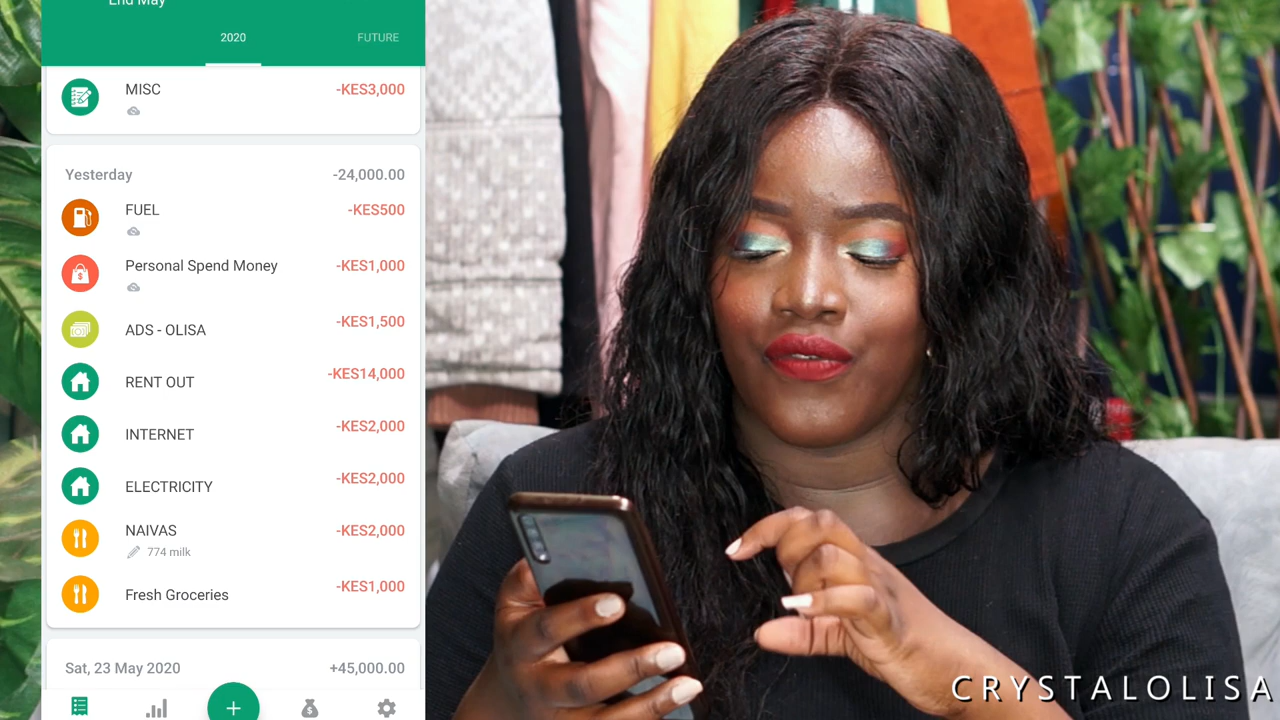 End May
2020 FUTURE
MISC -KES3,000
Yesterday -24,000.00
FUEL -KES500
Personal Spend Money -KES1,000
ADS - OLISA -KES1,500
RENT OUT -KES14,000
INTERNET -KES2,000
ELECTRICITY -KES2,000
NAIVAS -KES2,000
774 milk
Fresh Groceries -KES1,000
Sat, 23 May 2020 +45,000.00
CRYSTALOLISA